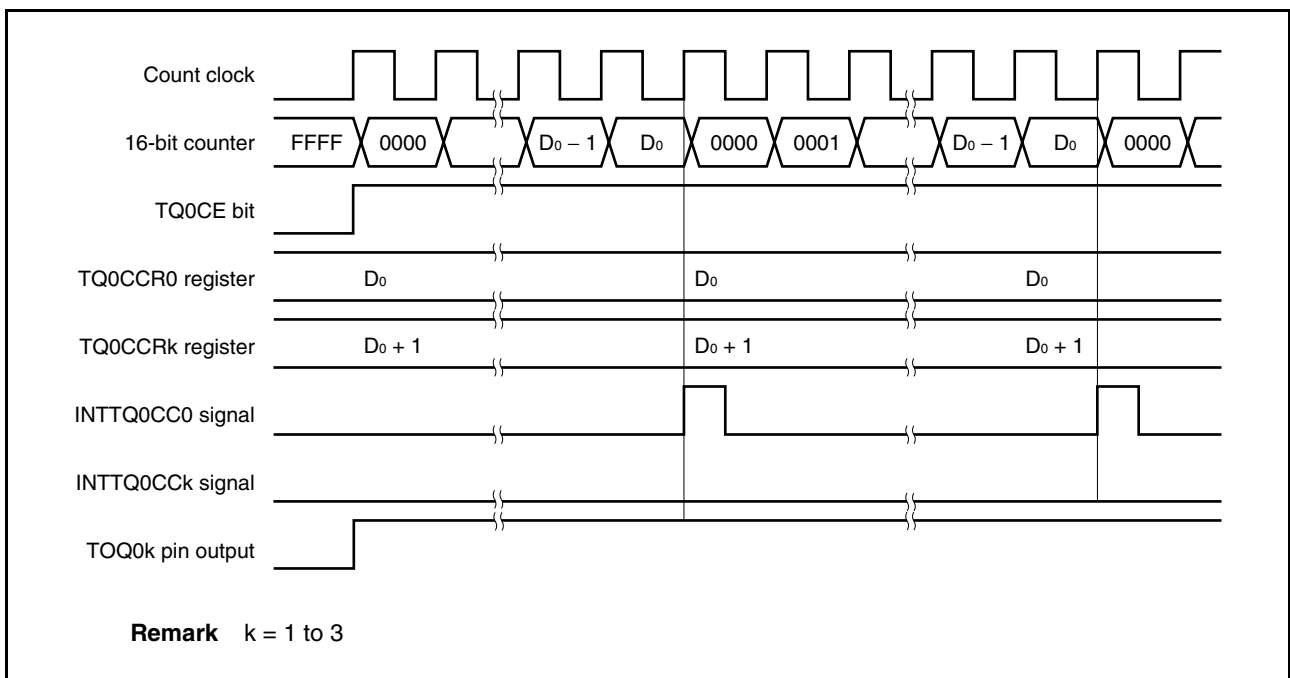 Count clock
16-bit counter FFFF 0000 D₀ – 1 D₀ 0000 0001 D₀ – 1 D₀ 0000
TQ0CE bit
TQ0CCR0 register D₀ D₀ D₀
TQ0CCRk register D₀ + 1 D₀ + 1 D₀ + 1
INTTQ0CC0 signal
INTTQ0CCk signal
TOQ0k pin output
Remark k = 1 to 3